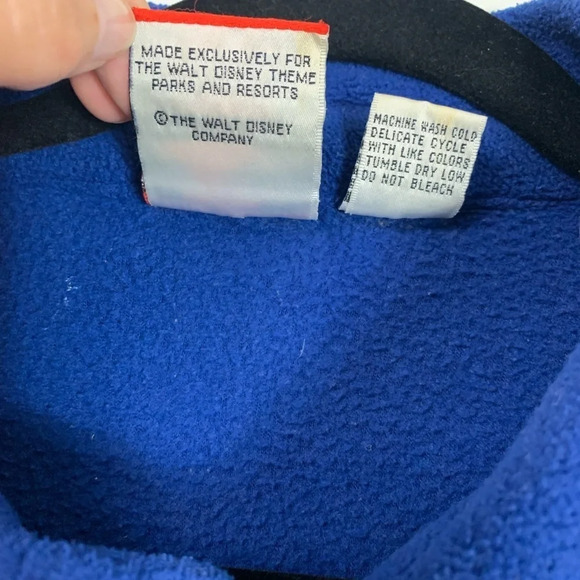 MADE EXCLUSIVELY FOR
THE WALT DISNEY THEME
PARKS AND RESORTS
© THE WALT DISNEY
COMPANY
MACHINE WASH COLD
DELICATE CYCLE
WITH LIKE COLORS
TUMBLE DRY LOW
DO NOT BLEACH